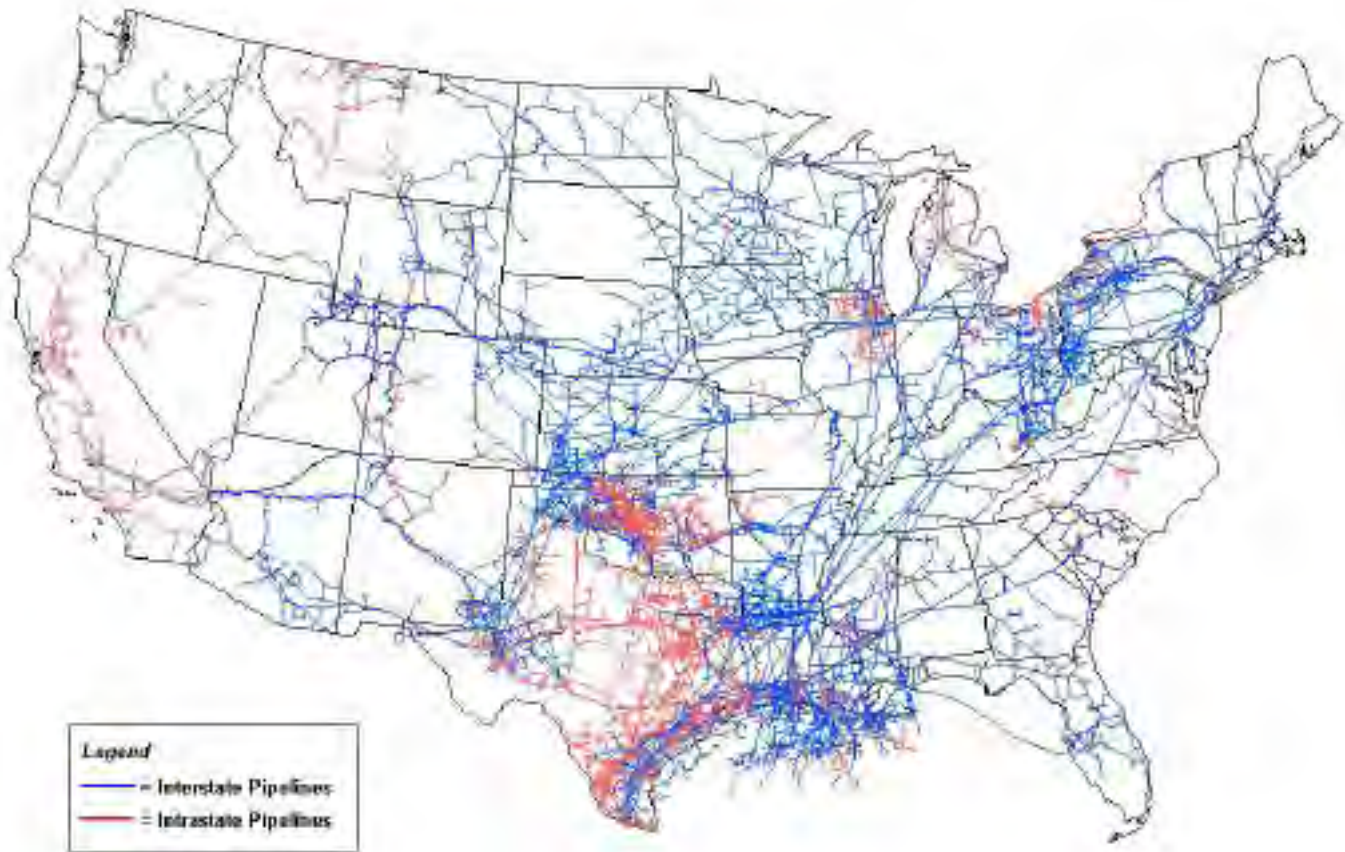 Legend
= Interstate Pipelines
= Intrastate Pipelines